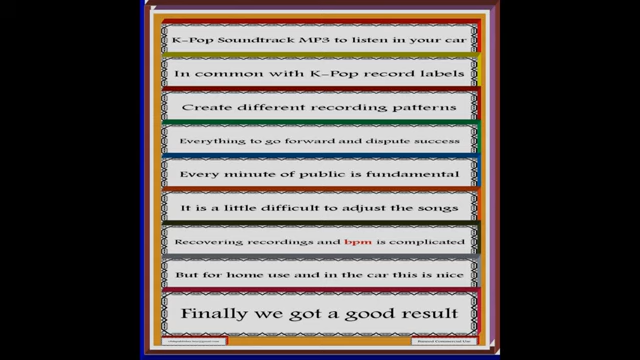 K-Pop Soundtrack MP3 to listen in your car
In common with K-Pop record labels
Create different recording patterns
Everything to go forward and dispute success
Every minute of public is fundamental
It is a little difficult to adjust the songs
Recovering recordings and bpm is complicated
But for home use and in the car this is nice
Finally we got a good result